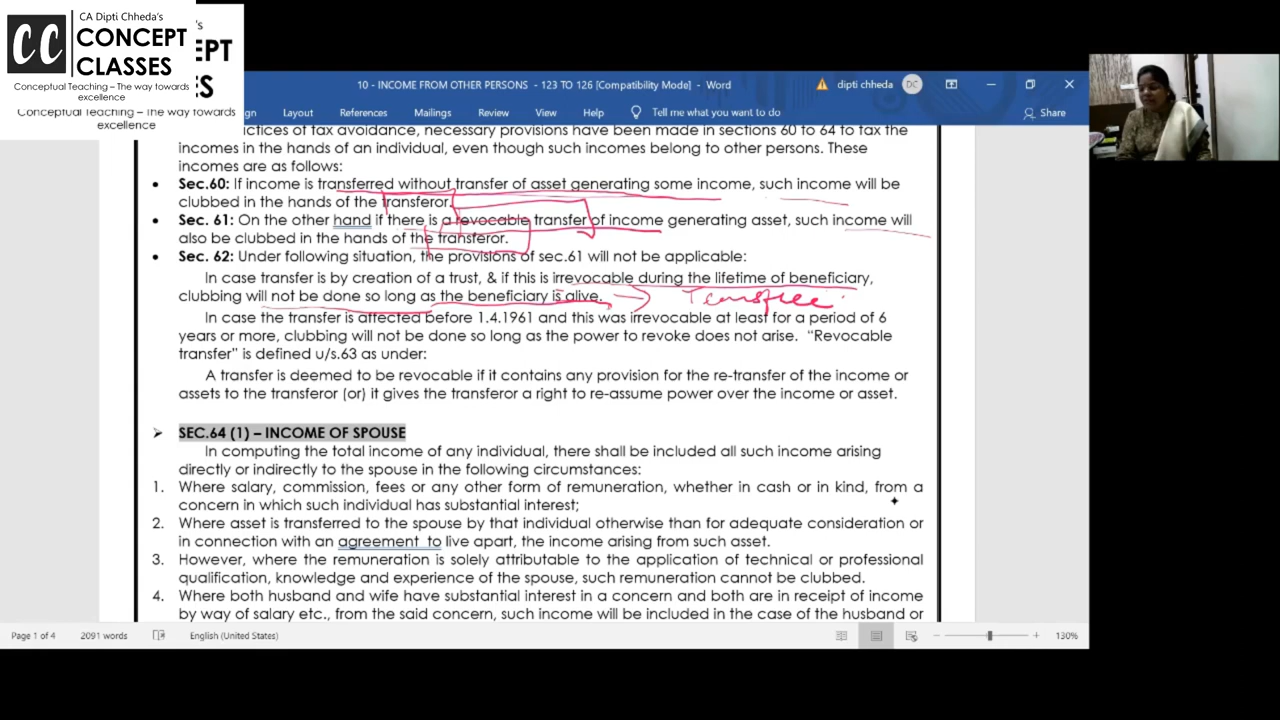 CA Dipti Chheda's
CC CONCEPT
CLASSES
Conceptual Teaching – The way towards
excellence
's
EPT
S
Conceptual Teaching – The way towards
excellence
10 - INCOME FROM OTHER PERSONS - 123 TO 126 [Compatibility Mode] - Word
dipti chheda DC
gn Layout References Mailings Review View Help Tell me what you want to do Share
ictices of tax avoidance, necessary provisions have been made in sections 60 to 64 to tax the
incomes in the hands of an individual, even though such incomes belong to other persons. These
incomes are as follows:
• Sec.60: If income is transferred without transfer of asset generating some income, such income will be
clubbed in the hands of the transferor.
• Sec. 61: On the other hand if there is a revocable transfer of income generating asset, such income will
also be clubbed in the hands of the transferor.
• Sec. 62: Under following situation, the provisions of sec.61 will not be applicable:
In case transfer is by creation of a trust, & if this is irrevocable during the lifetime of beneficiary,
clubbing will not be done so long as the beneficiary is alive. → Transfree
In case the transfer is affected before 1.4.1961 and this was irrevocable at least for a period of 6
years or more, clubbing will not be done so long as the power to revoke does not arise. "Revocable
transfer" is defined u/s.63 as under:
A transfer is deemed to be revocable if it contains any provision for the re-transfer of the income or
assets to the transferor (or) it gives the transferor a right to re-assume power over the income or asset.
➢ SEC.64 (1) – INCOME OF SPOUSE
In computing the total income of any individual, there shall be included all such income arising
directly or indirectly to the spouse in the following circumstances:
1. Where salary, commission, fees or any other form of remuneration, whether in cash or in kind, from a
concern in which such individual has substantial interest;
2. Where asset is transferred to the spouse by that individual otherwise than for adequate consideration or
in connection with an agreement to live apart, the income arising from such asset.
3. However, where the remuneration is solely attributable to the application of technical or professional
qualification, knowledge and experience of the spouse, such remuneration cannot be clubbed.
4. Where both husband and wife have substantial interest in a concern and both are in receipt of income
by way of salary etc., from the said concern, such income will be included in the case of the husband or
Page 1 of 4 2091 words English (United States) 130%